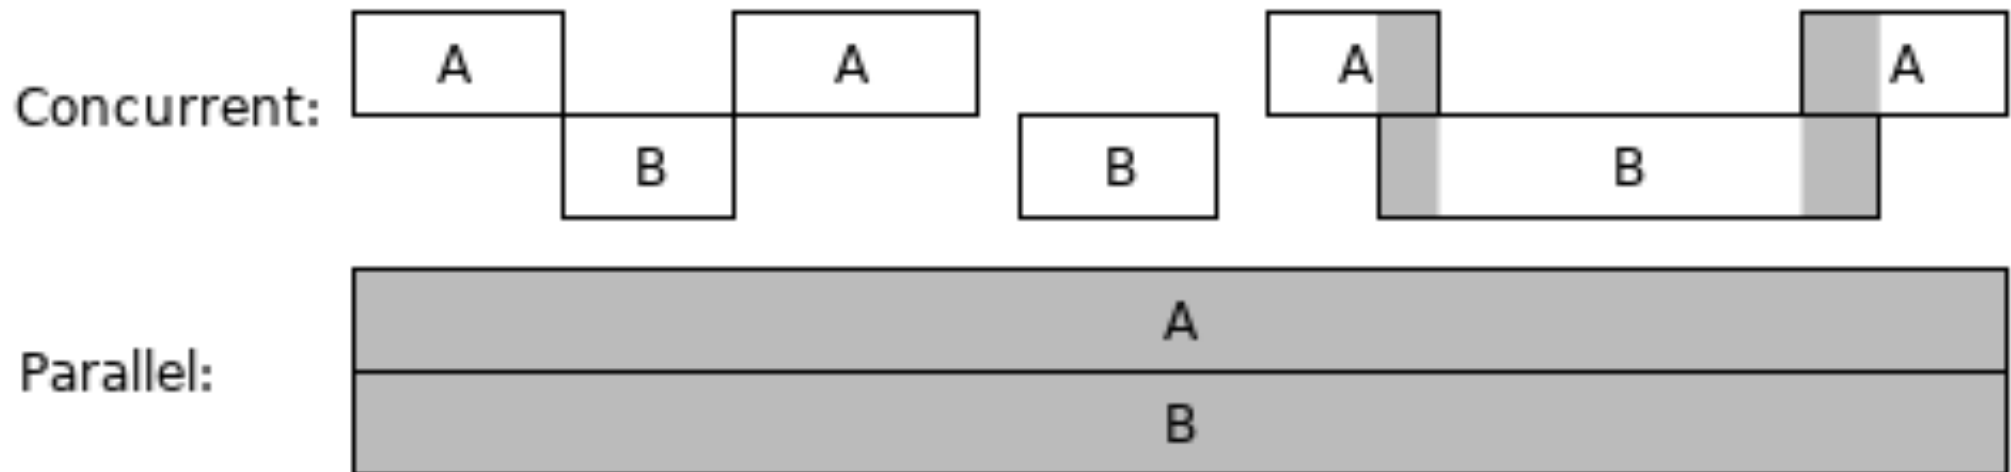 A A A A
Concurrent:
B B B
A
Parallel:
B